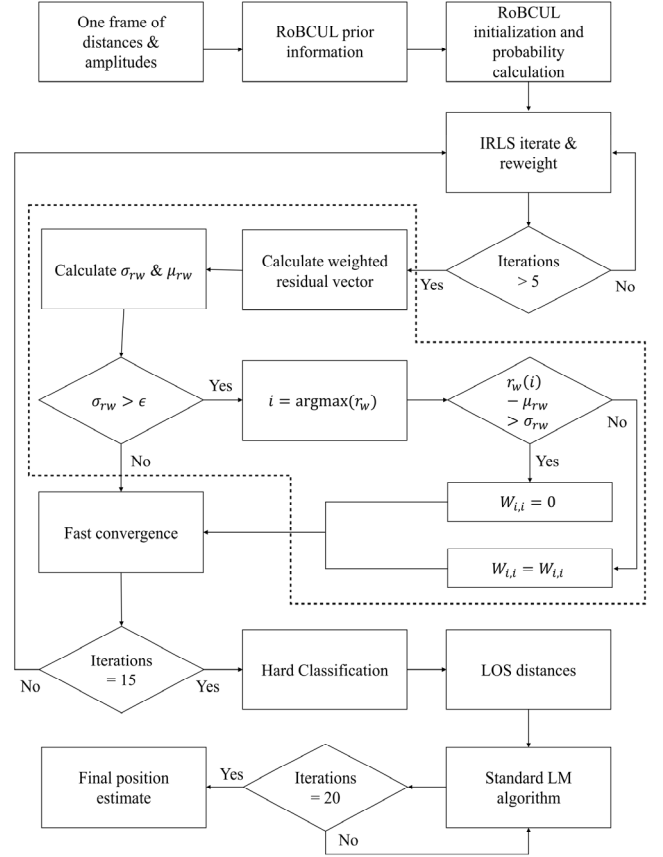 One frame of
distances &
amplitudes
RoBCUL prior
information
RoBCUL
initialization and
probability
calculation
IRLS iterate &
reweight
Iterations
> 5
Yes
No
Calculate weighted
residual vector
Calculate σ_rw & μ_rw
σ_rw > ϵ
Yes
No
i = argmax(r_w)
r_w(i)
− μ_rw
> σ_rw
No
Yes
W_i,i = 0
W_i,i = W_i,i
Fast convergence
Iterations
= 15
No
Yes
Hard Classification
LOS distances
Standard LM
algorithm
Iterations
= 20
Yes
No
Final position
estimate